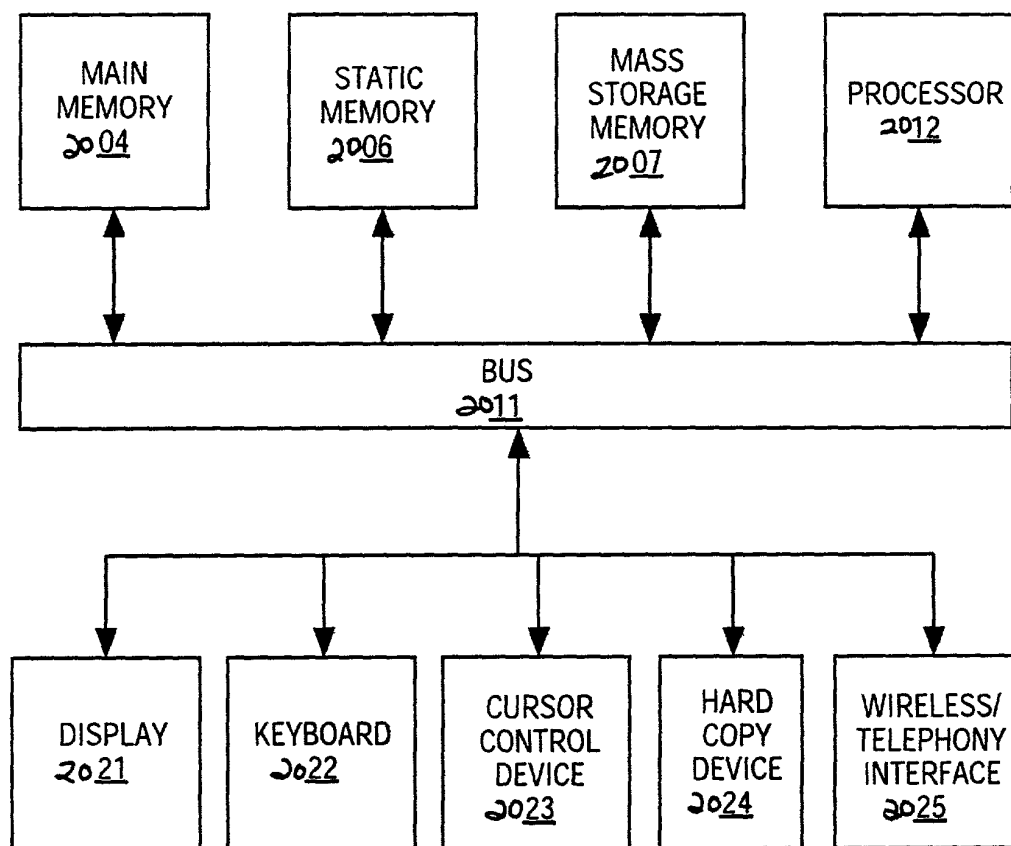 MAIN
MEMORY
2004
STATIC
MEMORY
2006
MASS
STORAGE
MEMORY
2007
PROCESSOR
2012
BUS
2011
DISPLAY
2021
KEYBOARD
2022
CURSOR
CONTROL
DEVICE
2023
HARD
COPY
DEVICE
2024
WIRELESS/
TELEPHONY
INTERFACE
2025